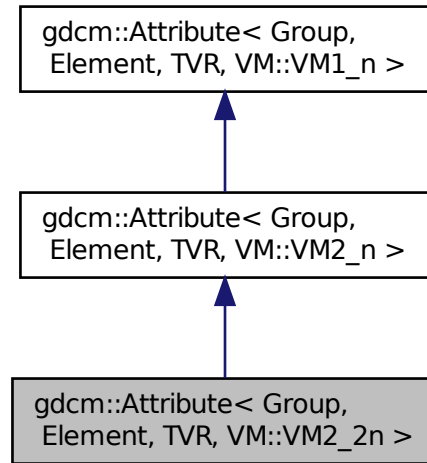 gdcm::Attribute< Group,
Element, TVR, VM::VM1_n >
gdcm::Attribute< Group,
Element, TVR, VM::VM2_n >
gdcm::Attribute< Group,
Element, TVR, VM::VM2_2n >